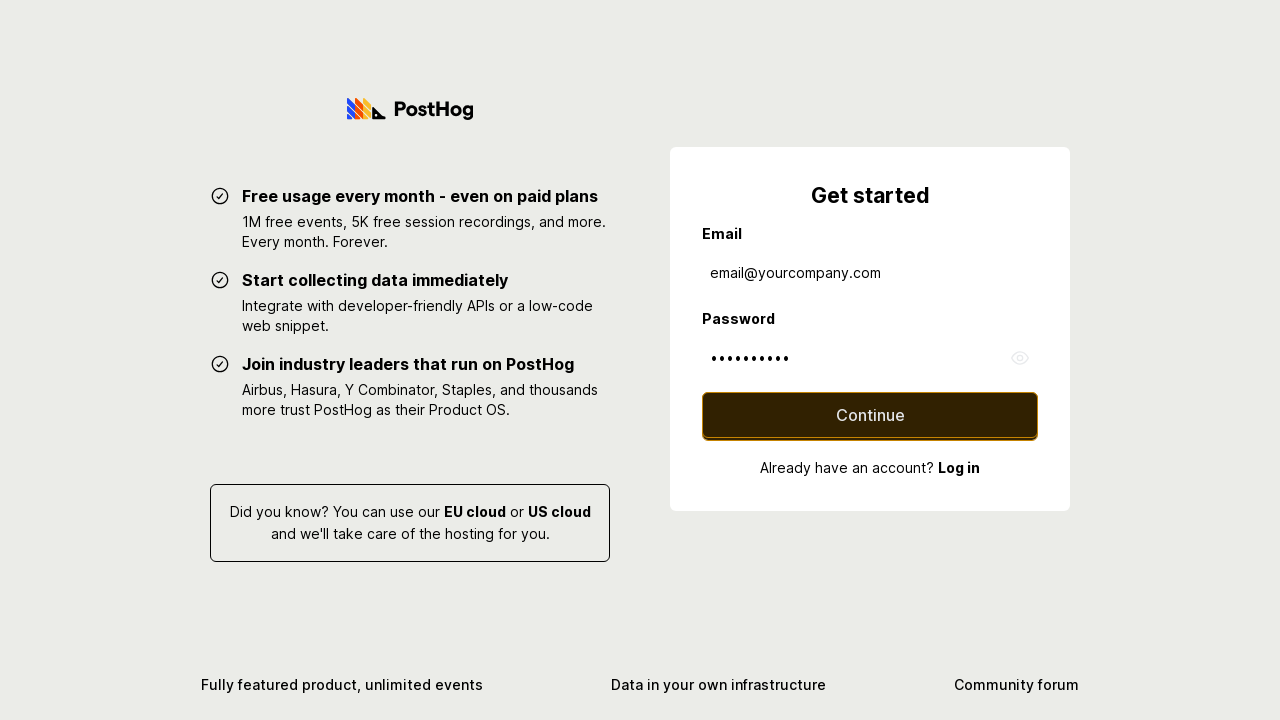 PostHog
Free usage every month - even on paid plans
1M free events, 5K free session recordings, and more.
Every month. Forever.
Start collecting data immediately
Integrate with developer-friendly APIs or a low-code
web snippet.
Join industry leaders that run on PostHog
Airbus, Hasura, Y Combinator, Staples, and thousands
more trust PostHog as their Product OS.
Did you know? You can use our EU cloud or US cloud
and we'll take care of the hosting for you.
Get started
Email
email@yourcompany.com
Password
••••••••••
Continue
Already have an account? Log in
Fully featured product, unlimited events
Data in your own infrastructure
Community forum